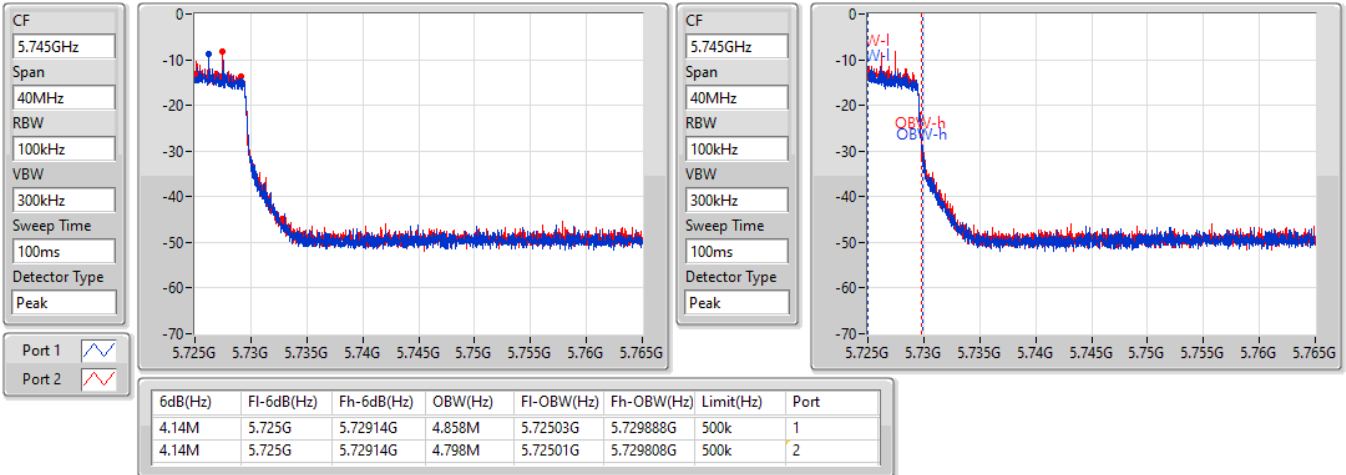 CF
5.745GHz
Span
40MHz
RBW
100kHz
VBW
300kHz
Sweep Time
100ms
Detector Type
Peak
0
-10
-20
-30
-40
-50
-60
-70
5.725G 5.73G 5.735G 5.74G 5.745G 5.75G 5.755G 5.76G 5.765G
CF
5.745GHz
Span
40MHz
RBW
100kHz
VBW
300kHz
Sweep Time
100ms
Detector Type
Peak
0
-10
-20
-30
-40
-50
-60
-70
W-l
W-l
OBW-h
OBW-h
5.725G 5.73G 5.735G 5.74G 5.745G 5.75G 5.755G 5.76G 5.765G
Port 1
Port 2
6dB(Hz) Fl-6dB(Hz) Fh-6dB(Hz) OBW(Hz) Fl-OBW(Hz) Fh-OBW(Hz) Limit(Hz) Port
4.14M 5.725G 5.72914G 4.858M 5.72503G 5.729888G 500k 1
4.14M 5.725G 5.72914G 4.798M 5.72501G 5.729808G 500k 2